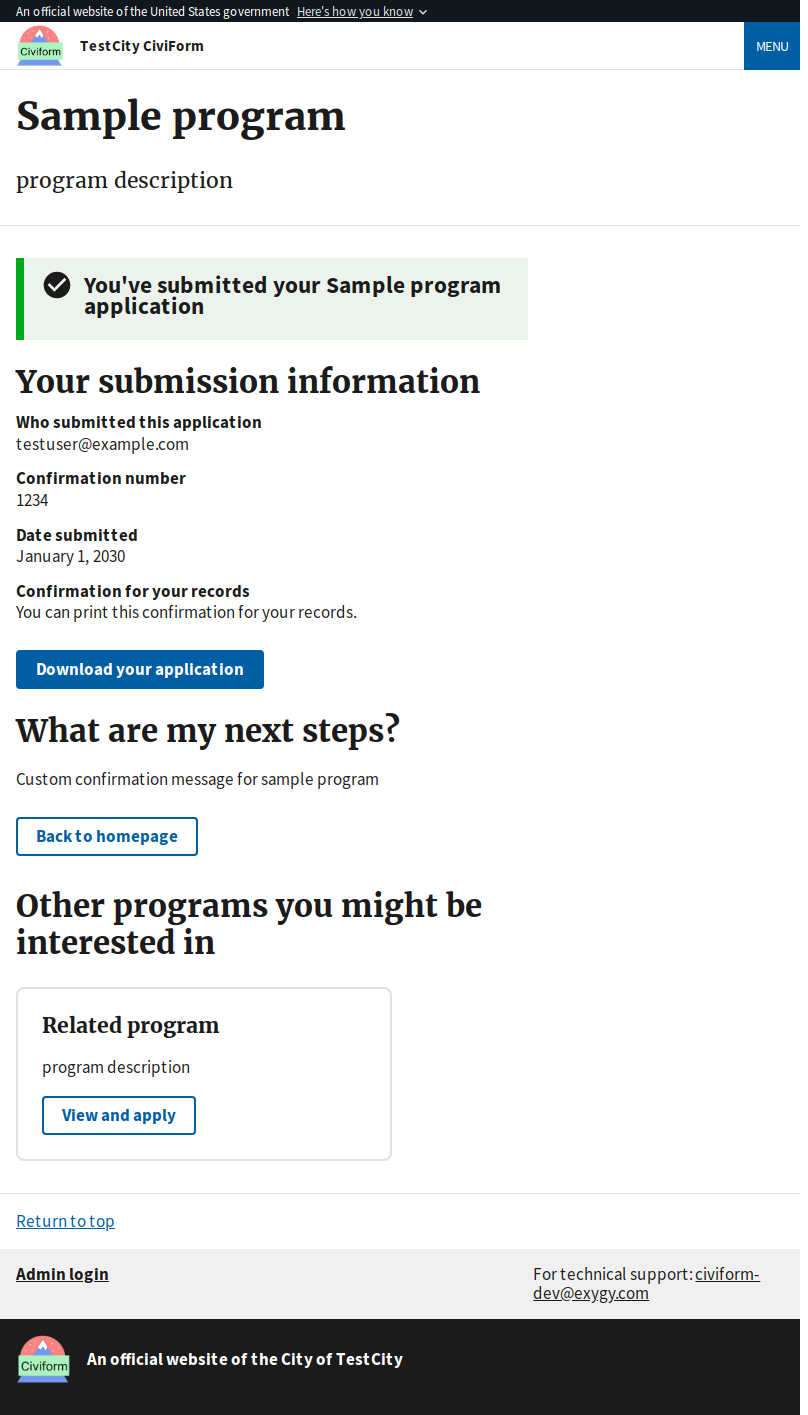 An official website of the United States government Here's how you know
Civiform
TestCity CiviForm
MENU
Sample program
program description
You've submitted your Sample program
application
Your submission information
Who submitted this application
testuser@example.com
Confirmation number
1234
Date submitted
January 1, 2030
Confirmation for your records
You can print this confirmation for your records.
Download your application
What are my next steps?
Custom confirmation message for sample program
Back to homepage
Other programs you might be
interested in
Related program
program description
View and apply
Return to top
Admin login
For technical support: civiform-
dev@exygy.com
Civiform
An official website of the City of TestCity